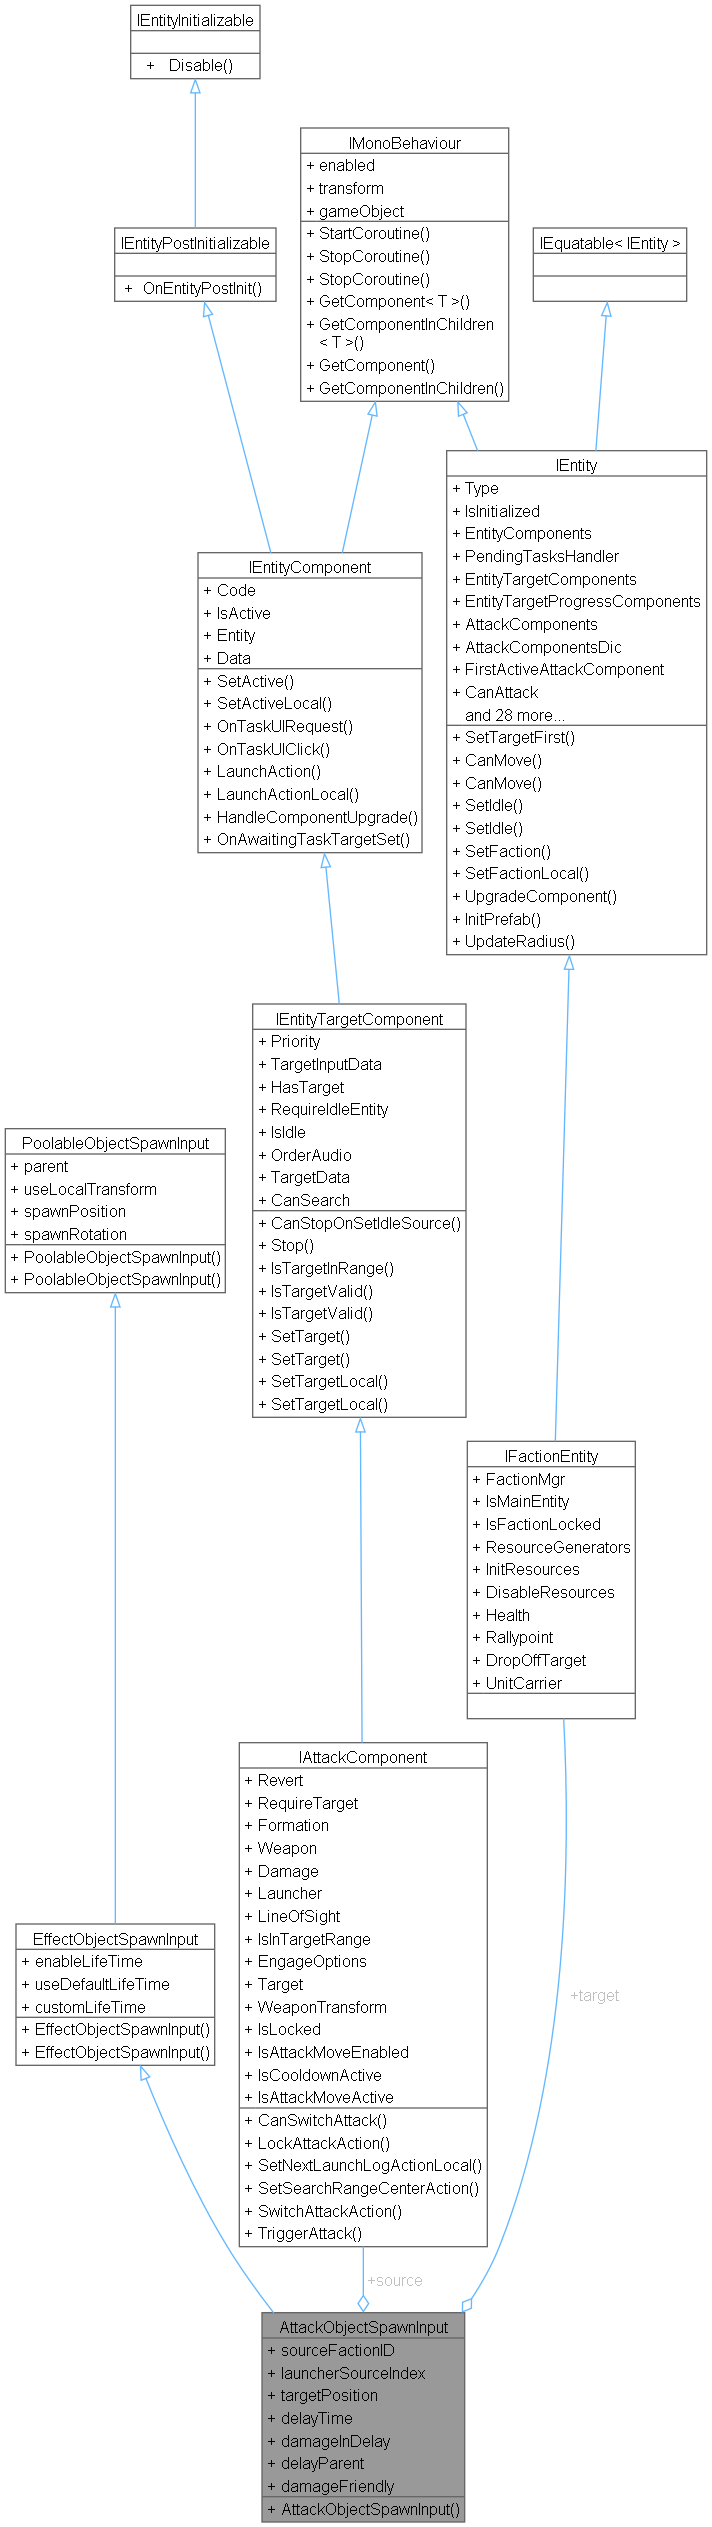 IEntityInitializable
+ Disable()
IMonoBehaviour
+ enabled
+ transform
+ gameObject
+ StartCoroutine()
+ StopCoroutine()
+ StopCoroutine()
+ GetComponent< T >()
+ GetComponentInChildren
< T >()
+ GetComponent()
+ GetComponentInChildren()
IEntityPostInitializable
+ OnEntityPostInit()
IEquatable< IEntity >
IEntity
+ Type
+ IsInitialized
+ EntityComponents
+ PendingTasksHandler
+ EntityTargetComponents
+ EntityTargetProgressComponents
+ AttackComponents
+ AttackComponentsDic
+ FirstActiveAttackComponent
+ CanAttack
and 28 more...
+ SetTargetFirst()
+ CanMove()
+ CanMove()
+ SetIdle()
+ SetIdle()
+ SetFaction()
+ SetFactionLocal()
+ UpgradeComponent()
+ InitPrefab()
+ UpdateRadius()
IEntityComponent
+ Code
+ IsActive
+ Entity
+ Data
+ SetActive()
+ SetActiveLocal()
+ OnTaskUIRequest()
+ OnTaskUIClick()
+ LaunchAction()
+ LaunchActionLocal()
+ HandleComponentUpgrade()
+ OnAwaitingTaskTargetSet()
IEntityTargetComponent
+ Priority
+ TargetInputData
+ HasTarget
+ RequireIdleEntity
+ IsIdle
+ OrderAudio
+ TargetData
+ CanSearch
+ CanStopOnSetIdleSource()
+ Stop()
+ IsTargetInRange()
+ IsTargetValid()
+ IsTargetValid()
+ SetTarget()
+ SetTarget()
+ SetTargetLocal()
+ SetTargetLocal()
PoolableObjectSpawnInput
+ parent
+ useLocalTransform
+ spawnPosition
+ spawnRotation
+ PoolableObjectSpawnInput()
+ PoolableObjectSpawnInput()
IFactionEntity
+ FactionMgr
+ IsMainEntity
+ IsFactionLocked
+ ResourceGenerators
+ InitResources
+ DisableResources
+ Health
+ Rallypoint
+ DropOffTarget
+ UnitCarrier
IAttackComponent
+ Revert
+ RequireTarget
+ Formation
+ Weapon
+ Damage
+ Launcher
+ LineOfSight
+ IsInTargetRange
+ EngageOptions
+ Target
+ WeaponTransform
+ IsLocked
+ IsAttackMoveEnabled
+ IsCooldownActive
+ IsAttackMoveActive
+ CanSwitchAttack()
+ LockAttackAction()
+ SetNextLaunchLogActionLocal()
+ SetSearchRangeCenterAction()
+ SwitchAttackAction()
+ TriggerAttack()
EffectObjectSpawnInput
+ enableLifeTime
+ useDefaultLifeTime
+ customLifeTime
+ EffectObjectSpawnInput()
+ EffectObjectSpawnInput()
+target
+source
AttackObjectSpawnInput
+ sourceFactionID
+ launcherSourceIndex
+ targetPosition
+ delayTime
+ damageInDelay
+ delayParent
+ damageFriendly
+ AttackObjectSpawnInput()